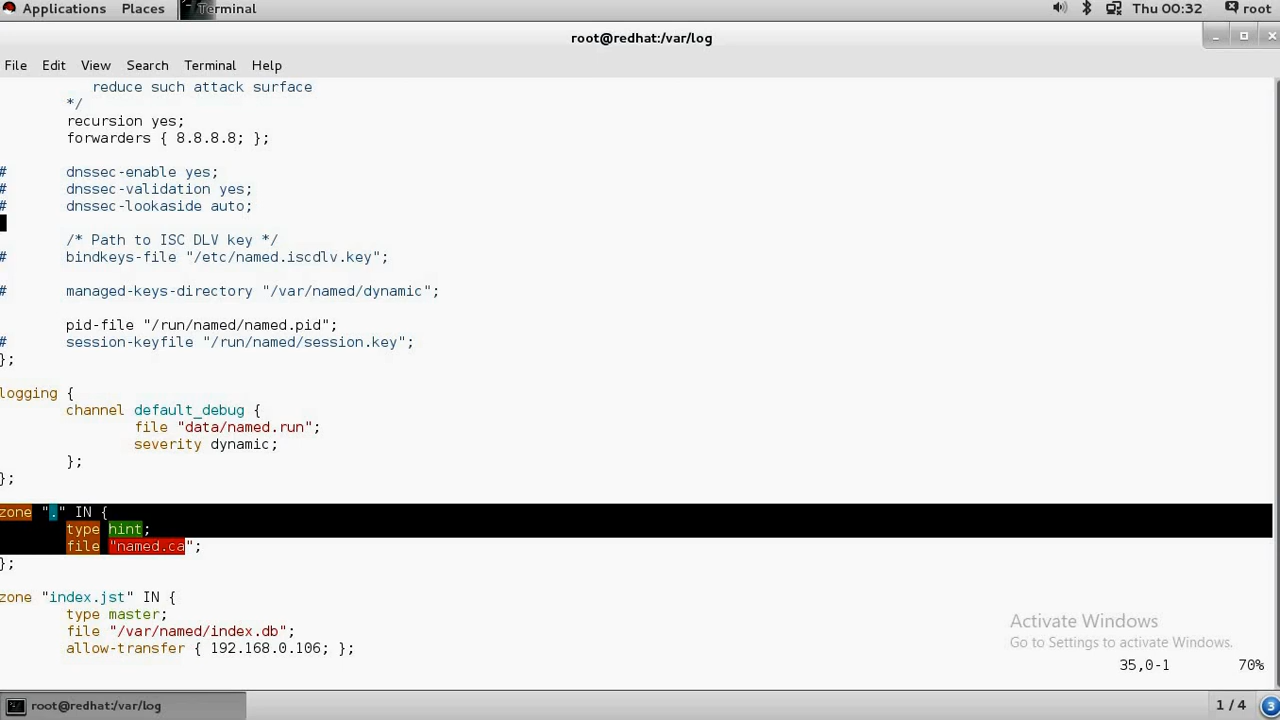 Applications Places Terminal Thu 00:32 root
root@redhat:/var/log
File Edit View Search Terminal Help
reduce such attack surface
*/
recursion yes;
forwarders { 8.8.8.8; };
# dnssec-enable yes;
# dnssec-validation yes;
# dnssec-lookaside auto;
/* Path to ISC DLV key */
# bindkeys-file "/etc/named.iscdlv.key";
# managed-keys-directory "/var/named/dynamic";
pid-file "/run/named/named.pid";
# session-keyfile "/run/named/session.key";
};
logging {
channel default_debug {
file "data/named.run";
severity dynamic;
};
};
zone "." IN {
type hint;
file "named.ca";
};
zone "index.jst" IN {
type master;
file "/var/named/index.db";
allow-transfer { 192.168.0.106; };
Activate Windows
Go to Settings to activate Windows.
35,0-1 70%
root@redhat:/var/log 1 / 4 3